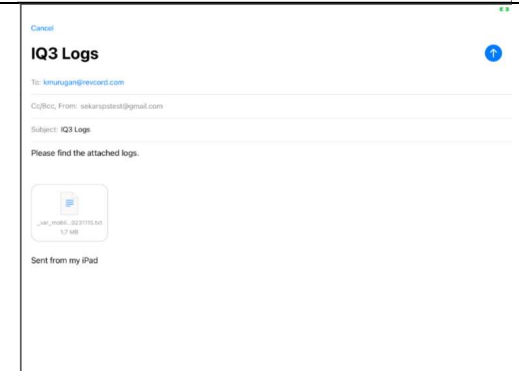 Cancel
IQ3 Logs
To: kmurugan@revcord.com
Cc/Bcc, From: sekarspstest@gmail.com
Subject: IQ3 Logs
Please find the attached logs.
1.7 MB
Sent from my iPad